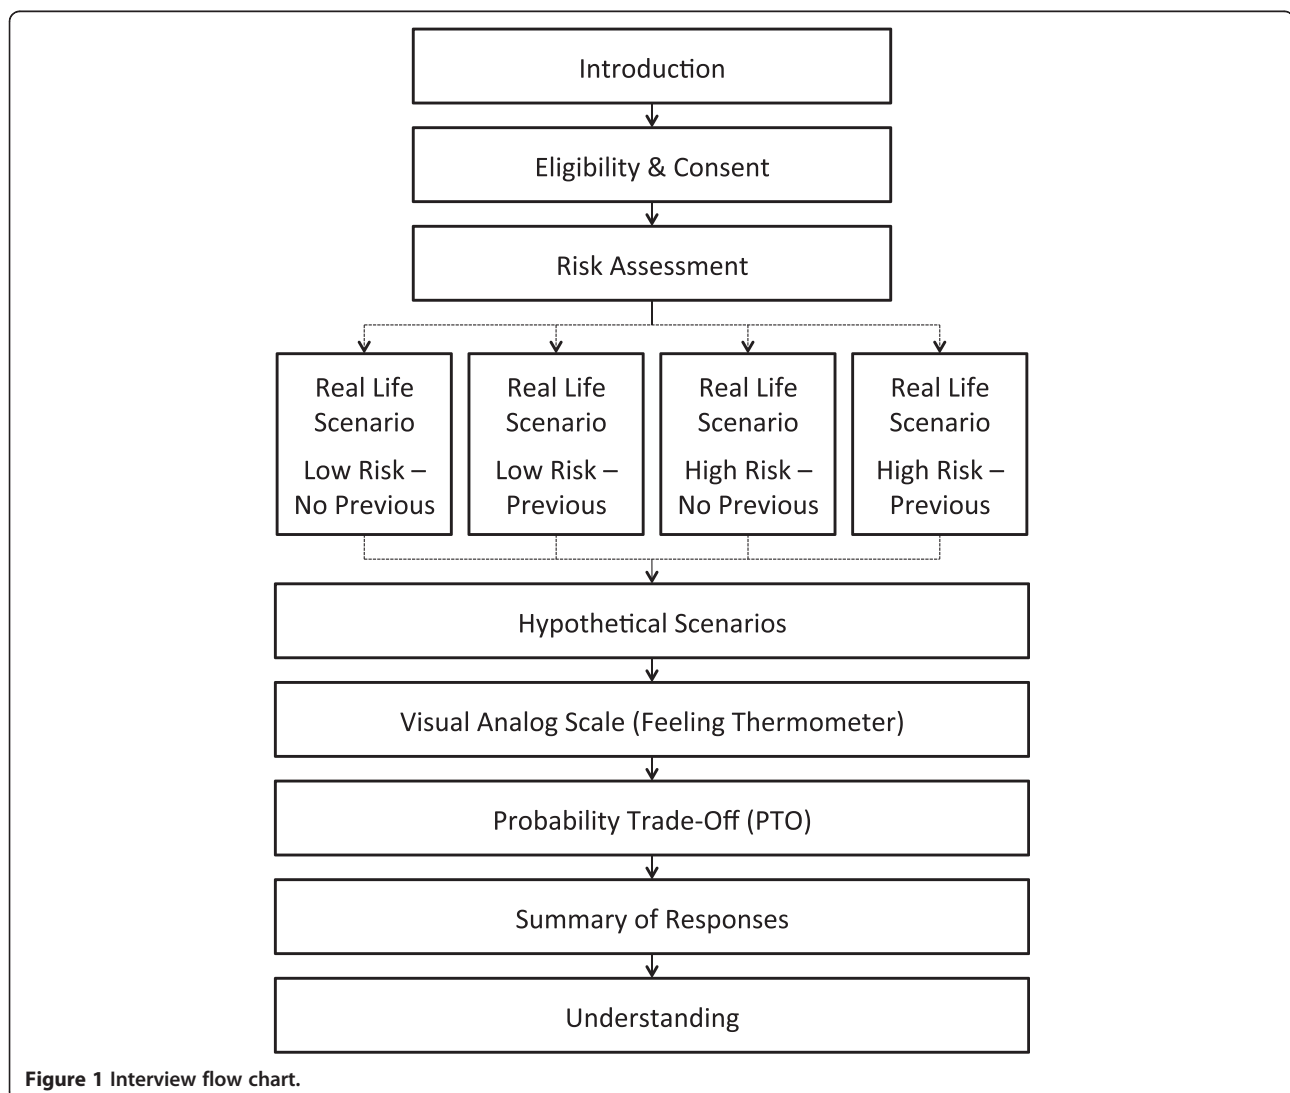 Introduction
Eligibility & Consent
Risk Assessment
Real Life
Scenario
Low Risk –
No Previous
Real Life
Scenario
Low Risk –
Previous
Real Life
Scenario
High Risk –
No Previous
Real Life
Scenario
High Risk –
Previous
Hypothetical Scenarios
Visual Analog Scale (Feeling Thermometer)
Probability Trade-Off (PTO)
Summary of Responses
Understanding
Figure 1 Interview flow chart.